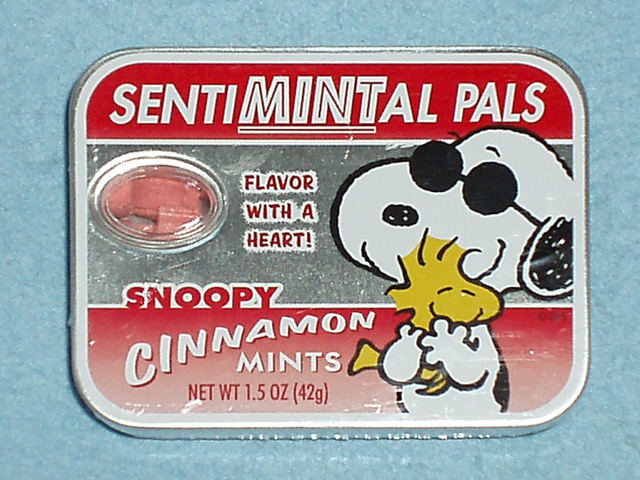 SENTIMINTAL PALS
FLAVOR
WITH A
HEART!
SNOOPY
CINNAMON
MINTS
NET WT 1.5 OZ (42g)